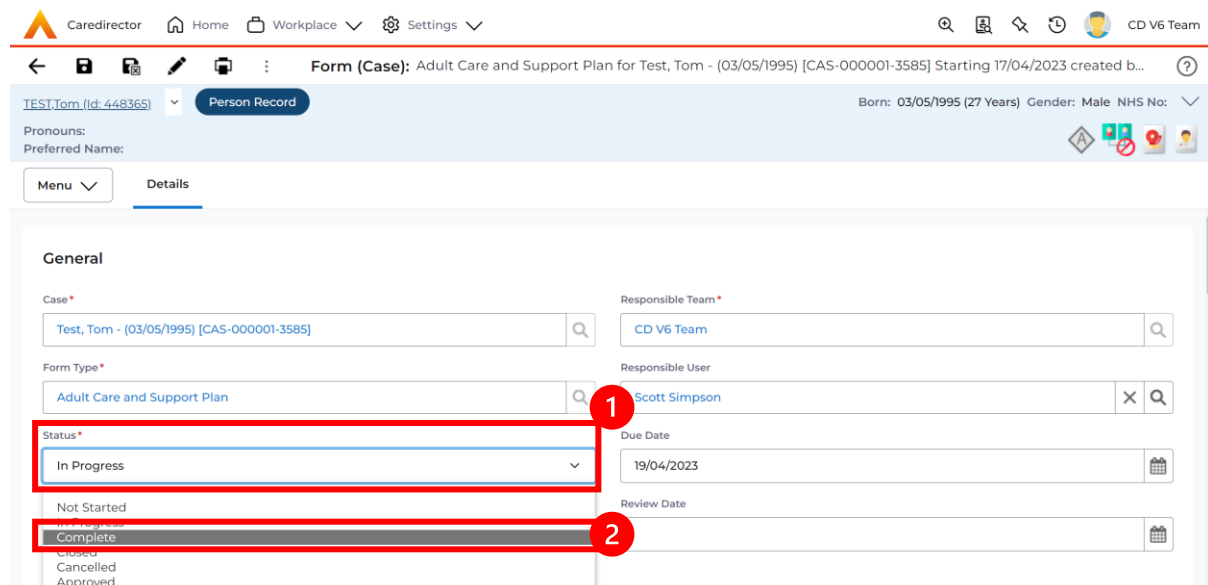 Caredirector Home Workplace Settings CD V6 Team
Form (Case): Adult Care and Support Plan for Test, Tom - (03/05/1995) [CAS-000001-3585] Starting 17/04/2023 created b...
TEST,Tom (Id: 448365) Person Record Born: 03/05/1995 (27 Years) Gender: Male NHS No:
Pronouns:
Preferred Name:
A
Menu Details
General
Case* Responsible Team*
Test, Tom - (03/05/1995) [CAS-000001-3585] CD V6 Team
Form Type* Responsible User
Adult Care and Support Plan Scott Simpson
1
Status* Due Date
In Progress 19/04/2023
Not Started Review Date
In Progress
Complete 2
Closed
Cancelled
Approved